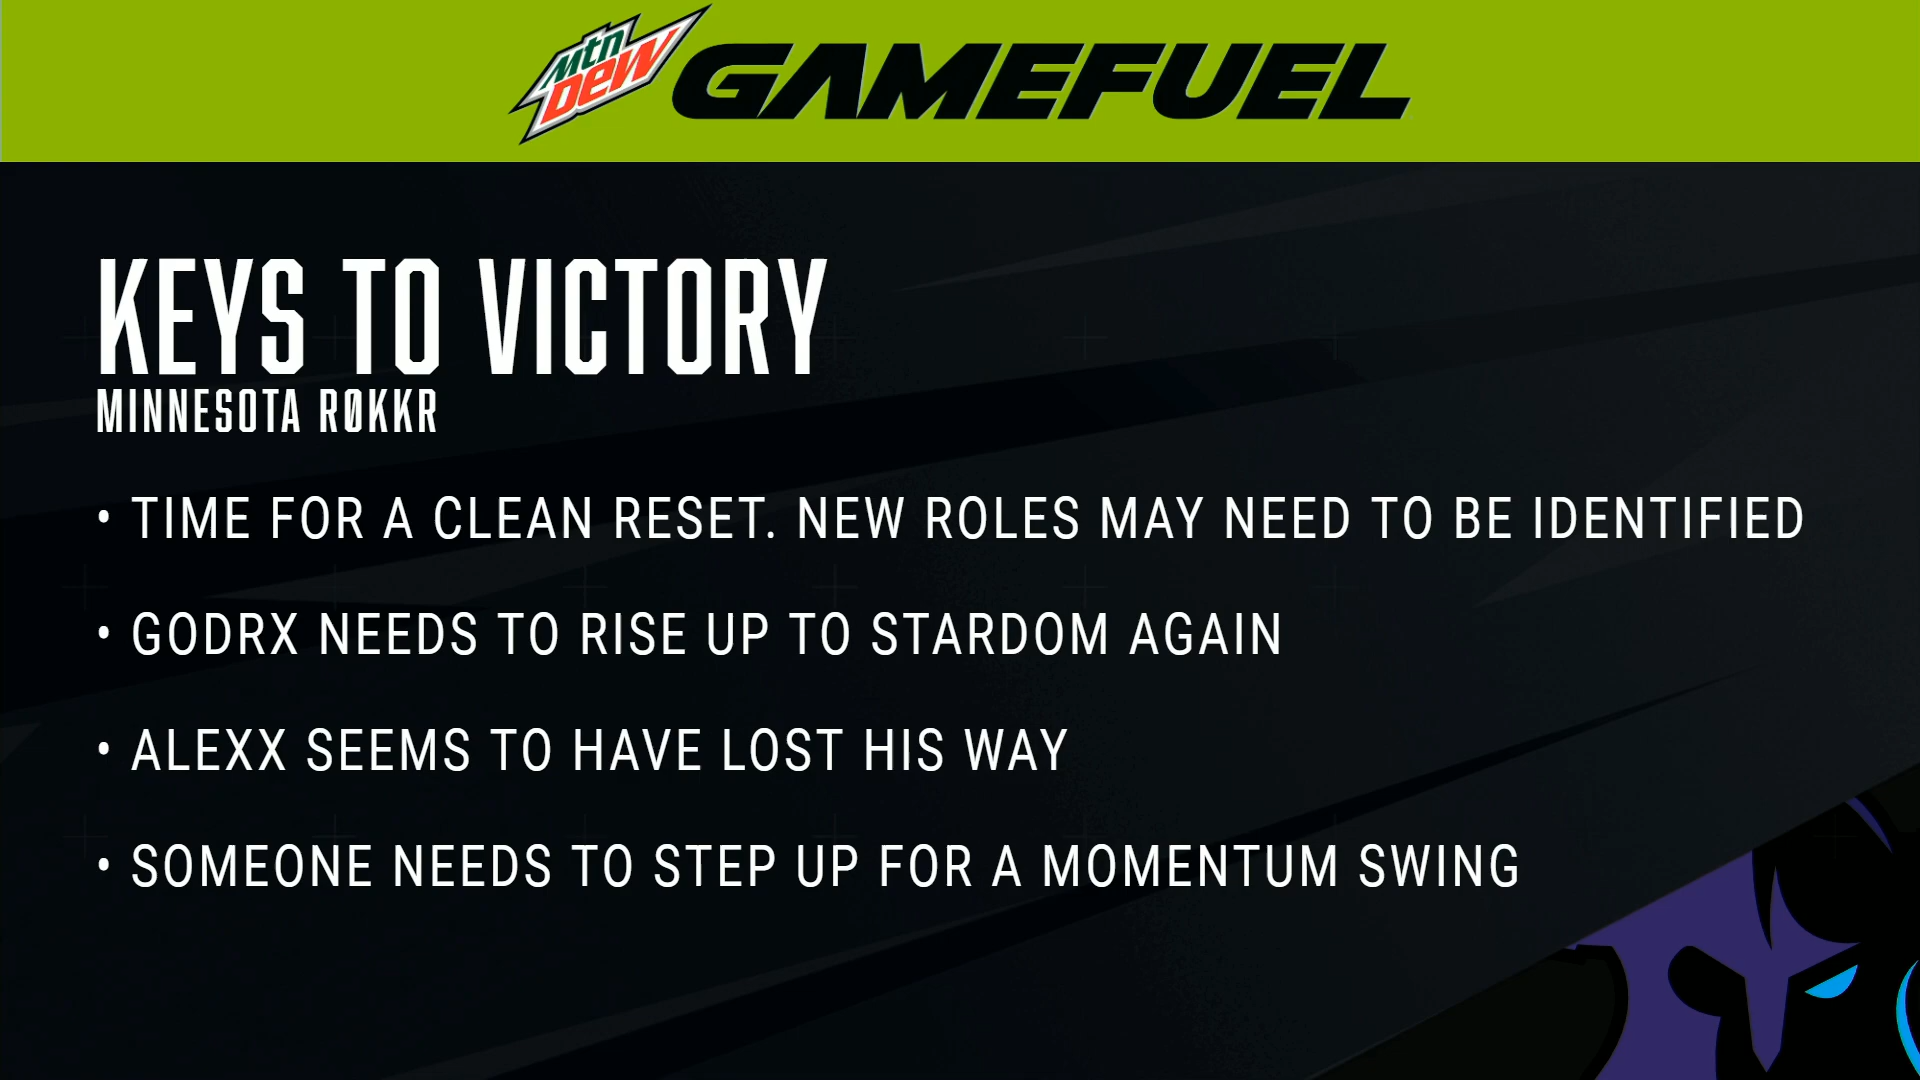 mtn DEW GAMEFUEL
KEYS TO VICTORY
MINNESOTA RØKKR
• TIME FOR A CLEAN RESET. NEW ROLES MAY NEED TO BE IDENTIFIED
• GODRX NEEDS TO RISE UP TO STARDOM AGAIN
• ALEXX SEEMS TO HAVE LOST HIS WAY
• SOMEONE NEEDS TO STEP UP FOR A MOMENTUM SWING